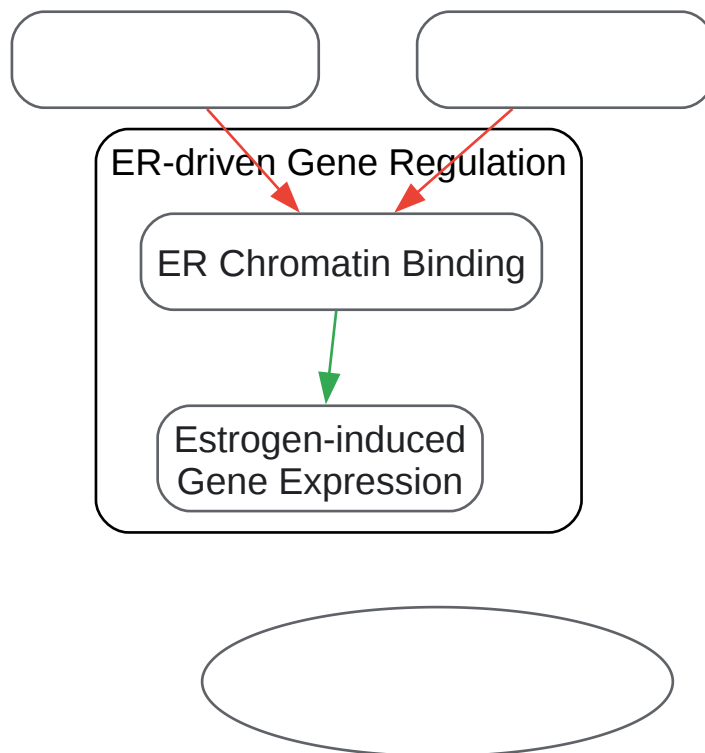 ER-driven Gene Regulation
ER Chromatin Binding
Estrogen-induced
Gene Expression